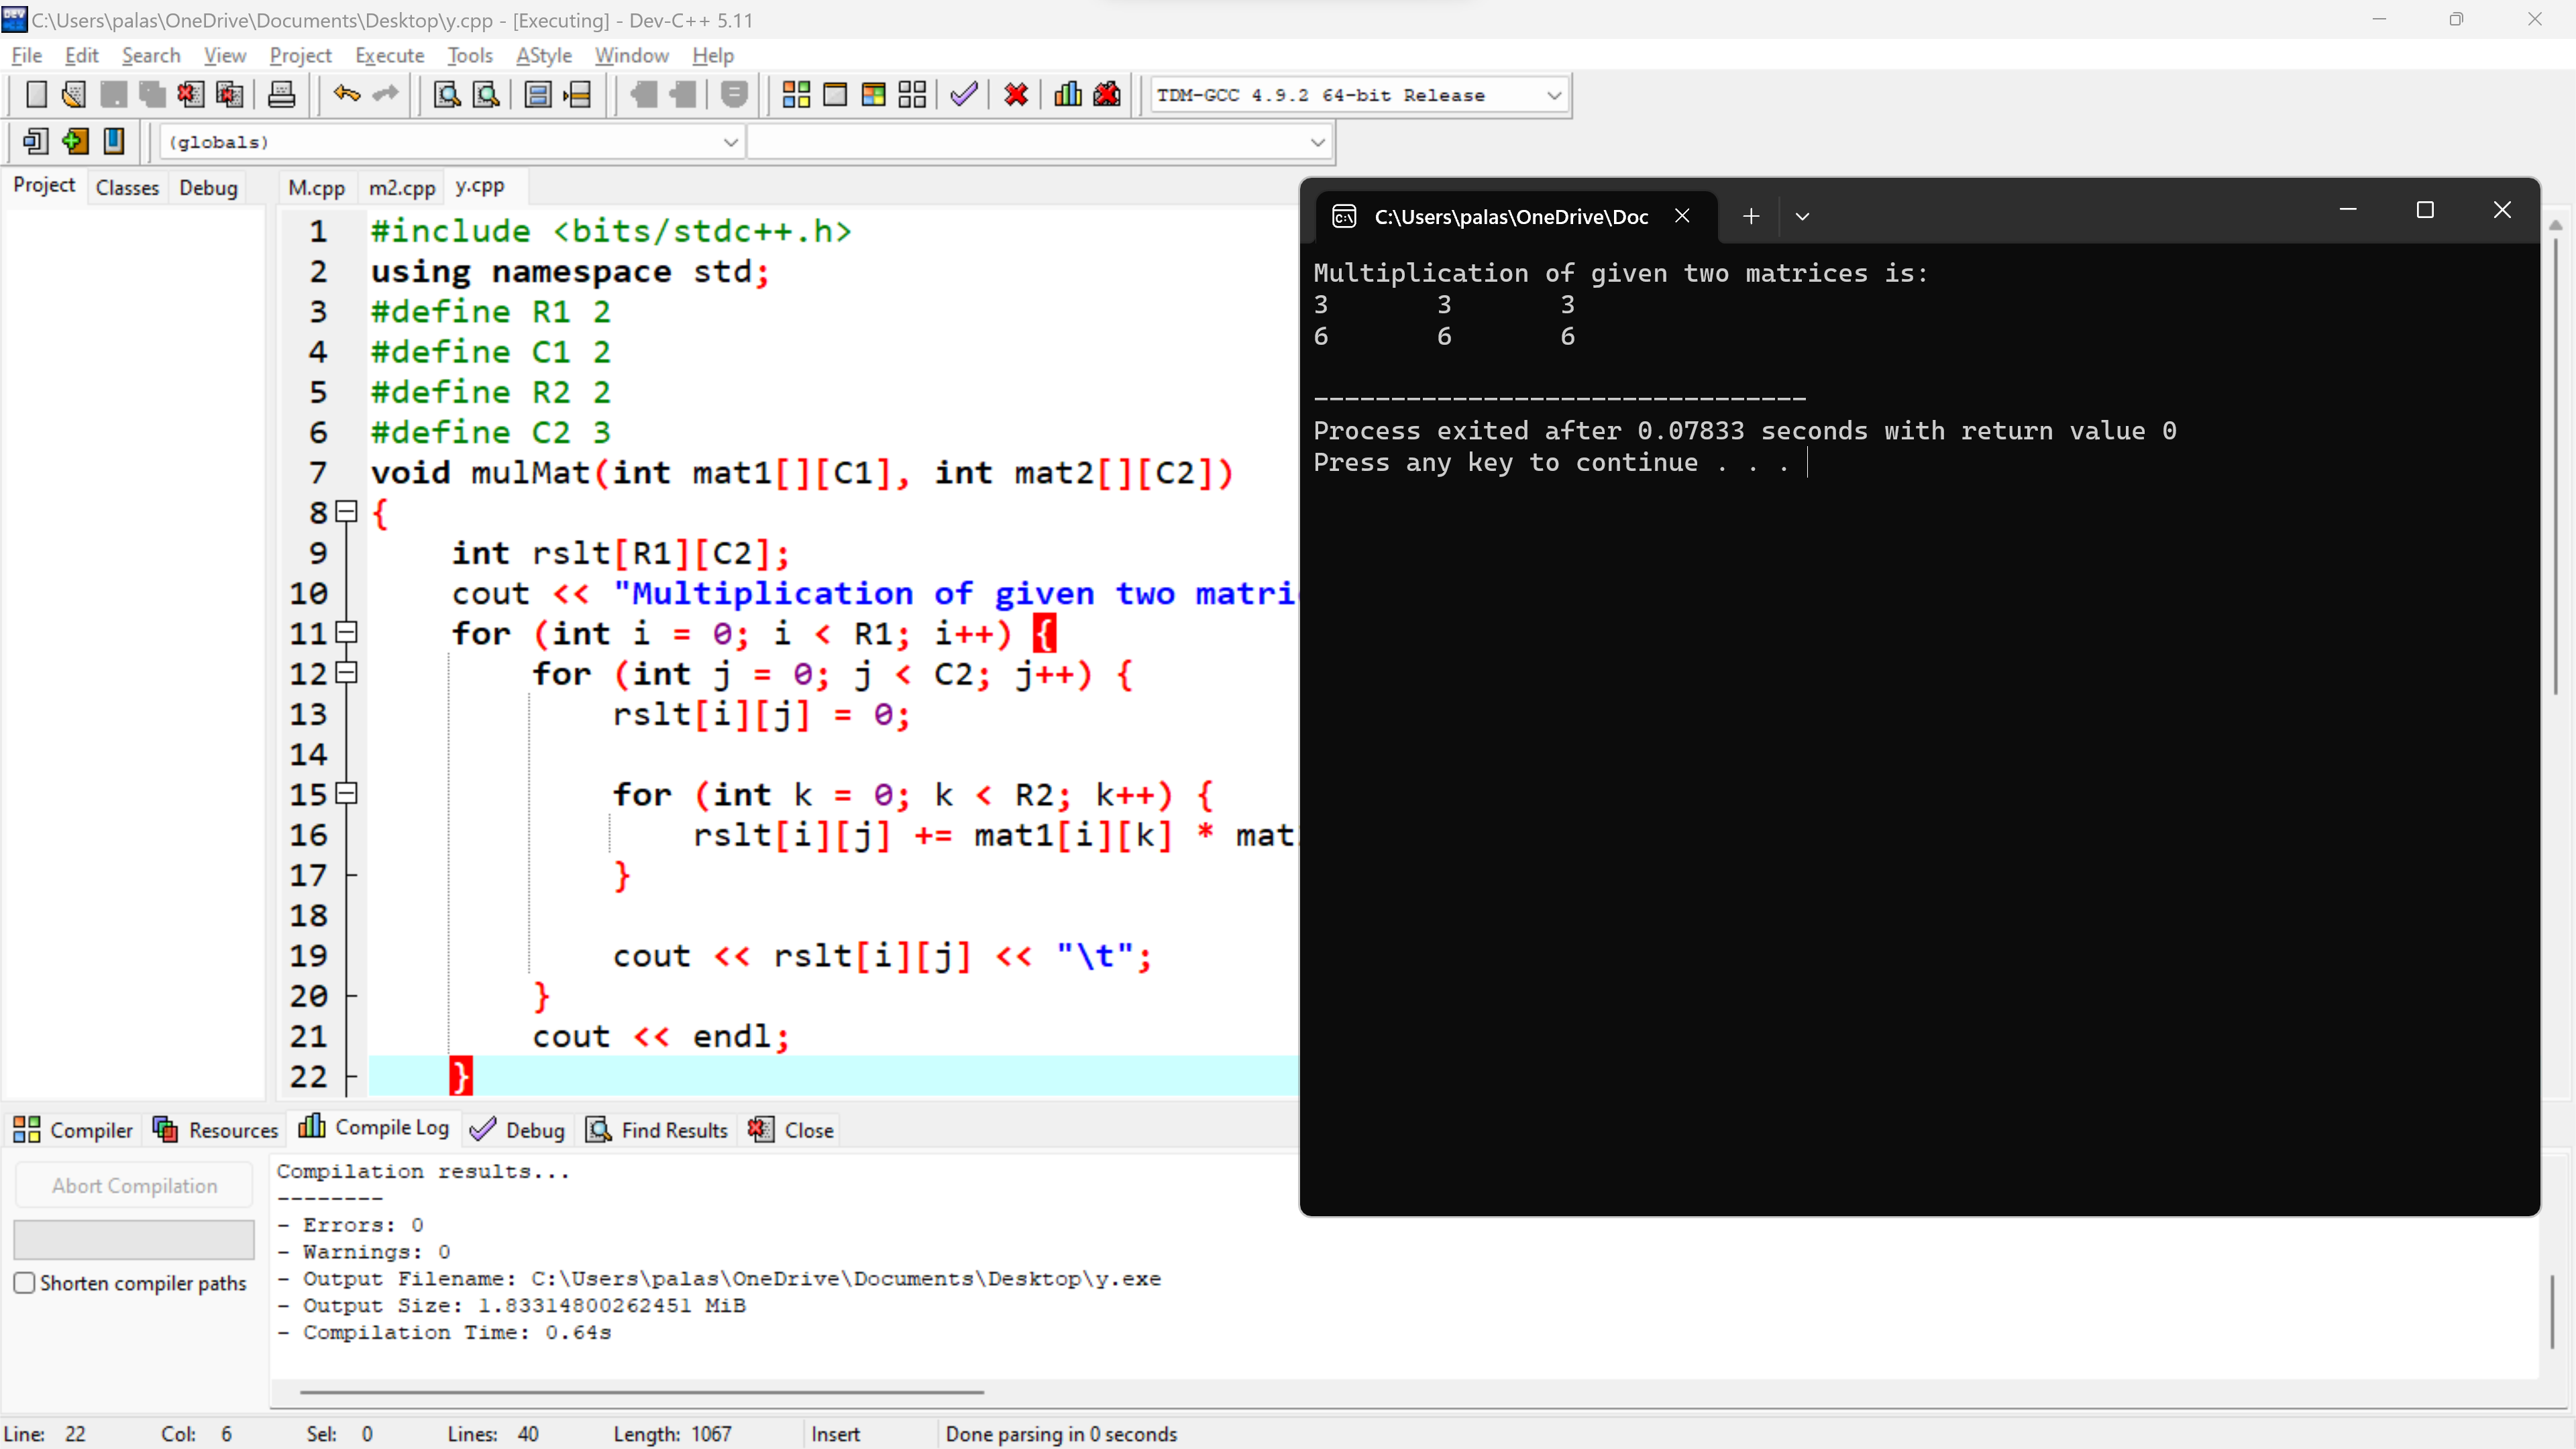 C:\Users\palas\OneDrive\Documents\Desktop\y.cpp - [Executing] - Dev-C++ 5.11
File Edit Search View Project Execute Tools AStyle Window Help
TDM-GCC 4.9.2 64-bit Release
(globals)
Project Classes Debug
M.cpp m2.cpp y.cpp
1 #include <bits/stdc++.h>
2 using namespace std;
3 #define R1 2
4 #define C1 2
5 #define R2 2
6 #define C2 3
7 void mulMat(int mat1[][C1], int mat2[][C2])
8 {
9 int rslt[R1][C2];
10 cout << "Multiplication of given two matri
11 for (int i = 0; i < R1; i++) {
12 for (int j = 0; j < C2; j++) {
13 rslt[i][j] = 0;
14
15 for (int k = 0; k < R2; k++) {
16 rslt[i][j] += mat1[i][k] * mat
17 }
18
19 cout << rslt[i][j] << "\t";
20 }
21 cout << endl;
22 }
C:\Users\palas\OneDrive\Doc
Multiplication of given two matrices is:
3 3 3
6 6 6
--------------------------------
Process exited after 0.07833 seconds with return value 0
Press any key to continue . . .
Compiler Resources Compile Log Debug Find Results Close
Abort Compilation
Shorten compiler paths
Compilation results...
--------
- Errors: 0
- Warnings: 0
- Output Filename: C:\Users\palas\OneDrive\Documents\Desktop\y.exe
- Output Size: 1.83314800262451 MiB
- Compilation Time: 0.64s
Line: 22 Col: 6 Sel: 0 Lines: 40 Length: 1067 Insert Done parsing in 0 seconds